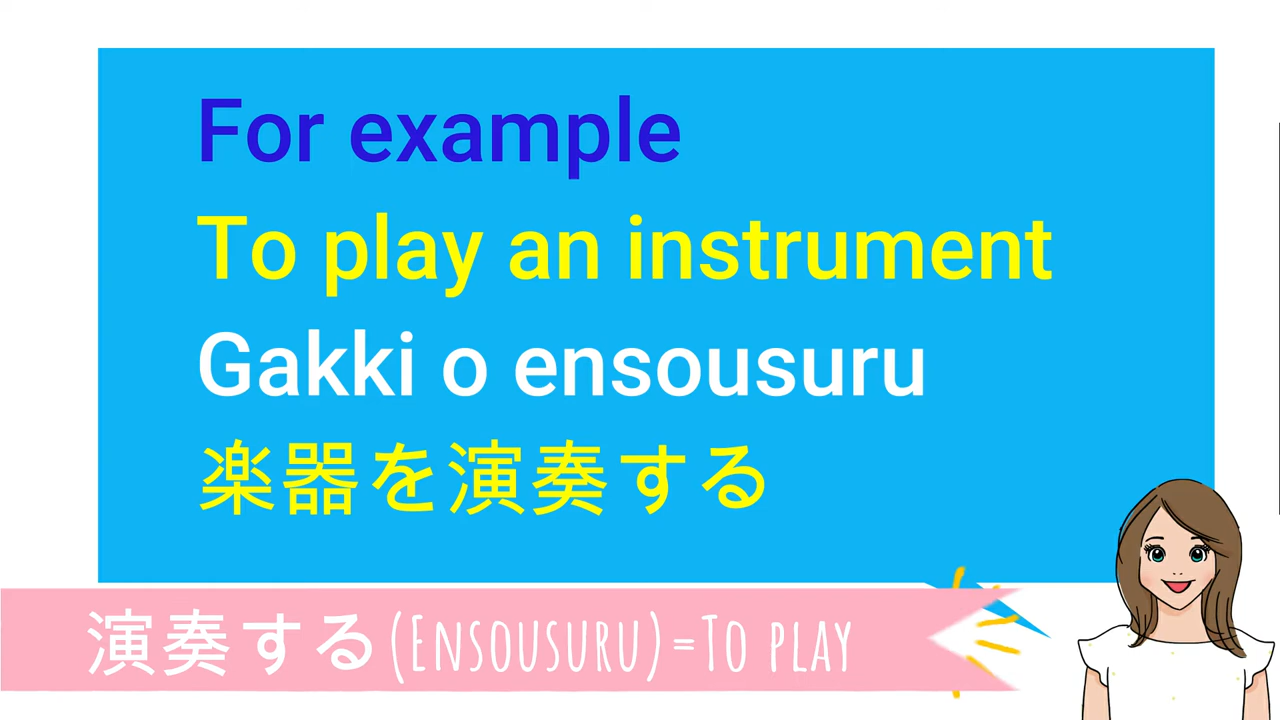 For example
To play an instrument
Gakki o ensousuru
楽器を演奏する
演奏する(Ensousuru)=To play